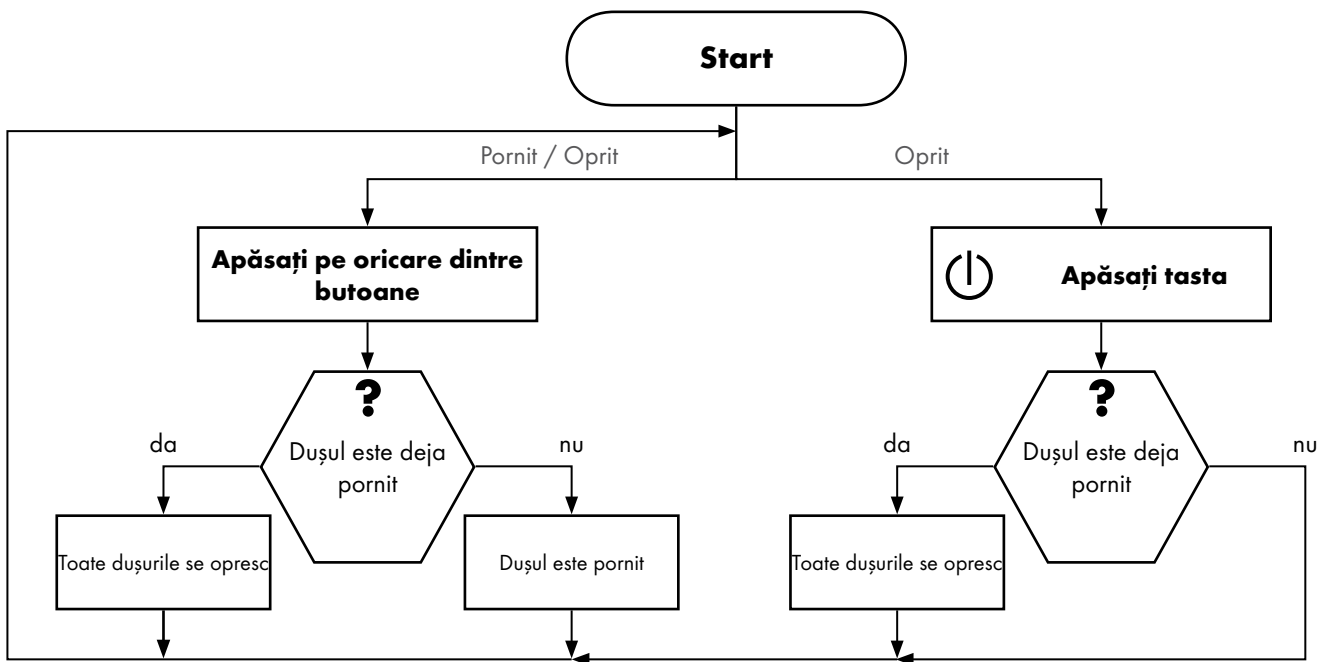 Start
Pornit / Oprit
Oprit
Apăsați pe oricare dintre
butoane
Apăsați tasta
?
Dușul este deja
pornit
da
nu
?
Dușul este deja
pornit
da
nu
Toate dușurile se opresc
Dușul este pornit
Toate dușurile se opresc